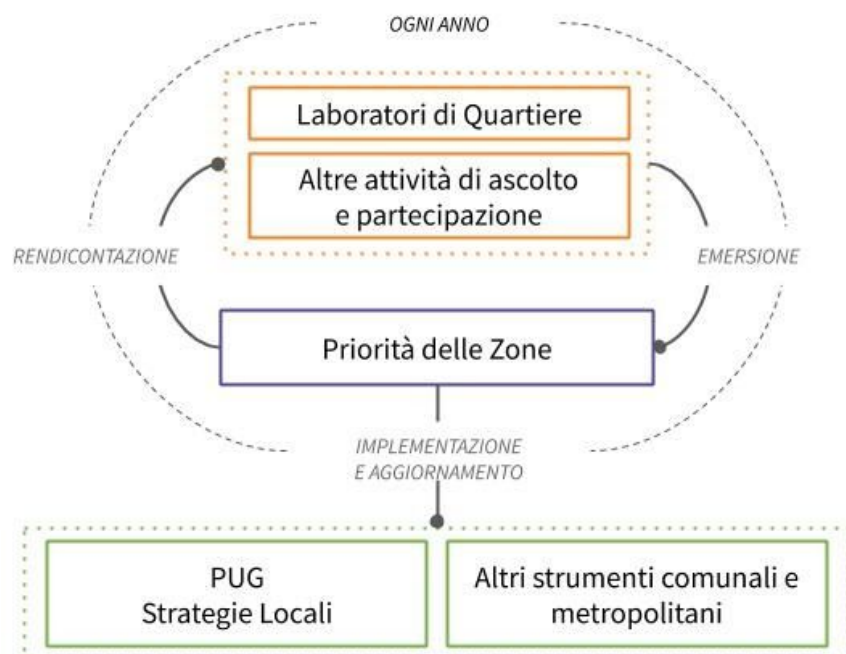 OGNI ANNO
Laboratori di Quartiere
Altre attività di ascolto
e partecipazione
RENDICONTAZIONE
EMERSIONE
Priorità delle Zone
IMPLEMENTAZIONE
E AGGIORNAMENTO
PUG
Strategie Locali
Altri strumenti comunali e
metropolitani